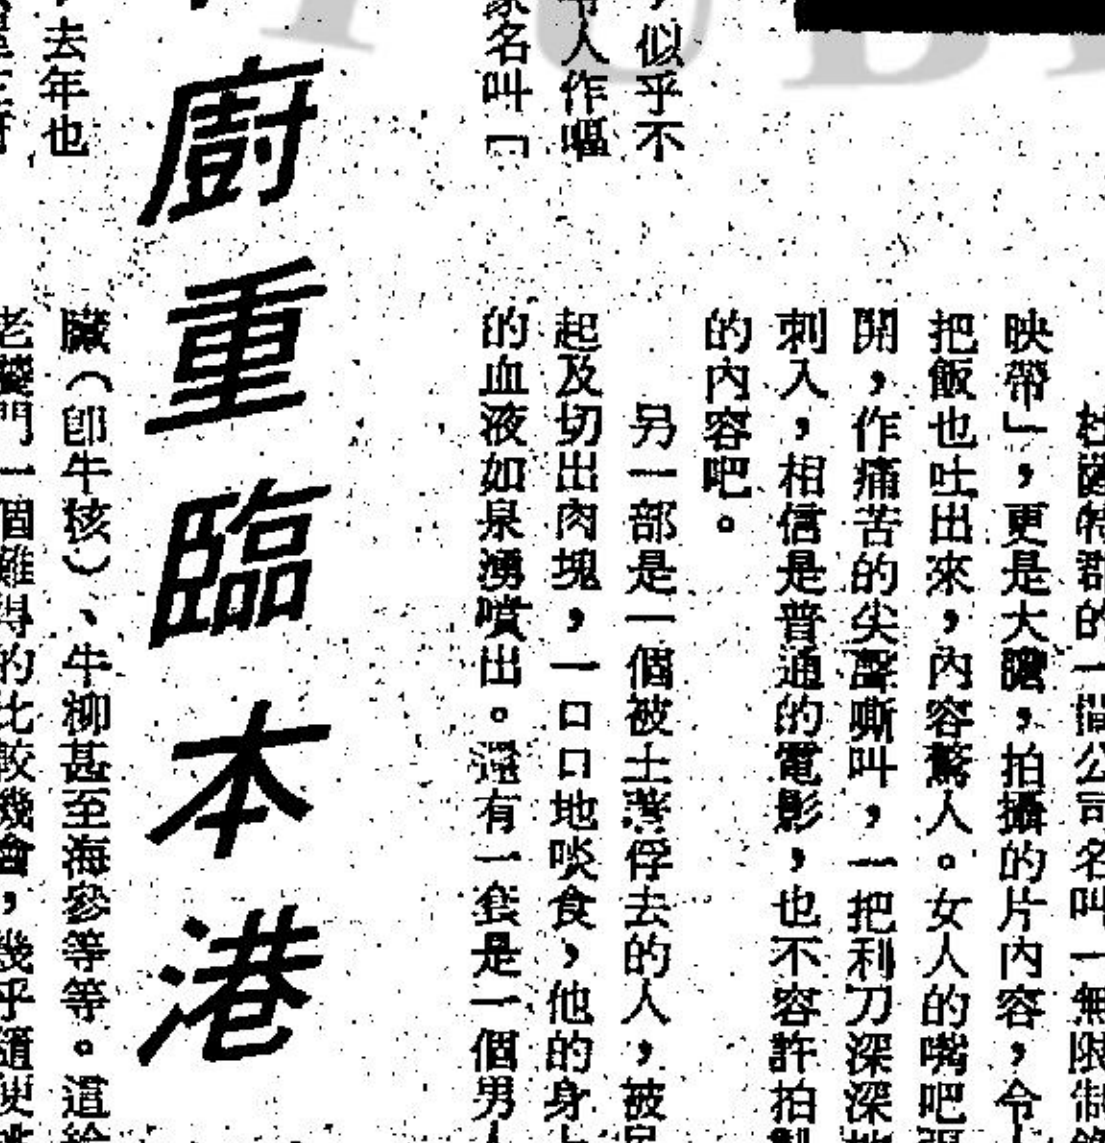 ，似乎不
令人作嘔
家名叫「
特群的一間公司名叫「無限制
映帶」，更是大膽，拍攝的片內容，令
把飯也吐出來，內容驚人。女人的嘴吧
開，作痛苦的尖聲嘶叫，一把利刀深深
刺入，相信是普通的電影，也不容許拍
的內容吧。
另一部是一個被土著俘去的人，被
起及切出肉塊，一口口地啖食，他的身
的血液如泉湧噴出。還有一套是一個男
廚重臨本港
去年也
臟（卽牛核）、牛柳甚至海參等等。這
老饕們一個難得的比較機會，幾乎隨便